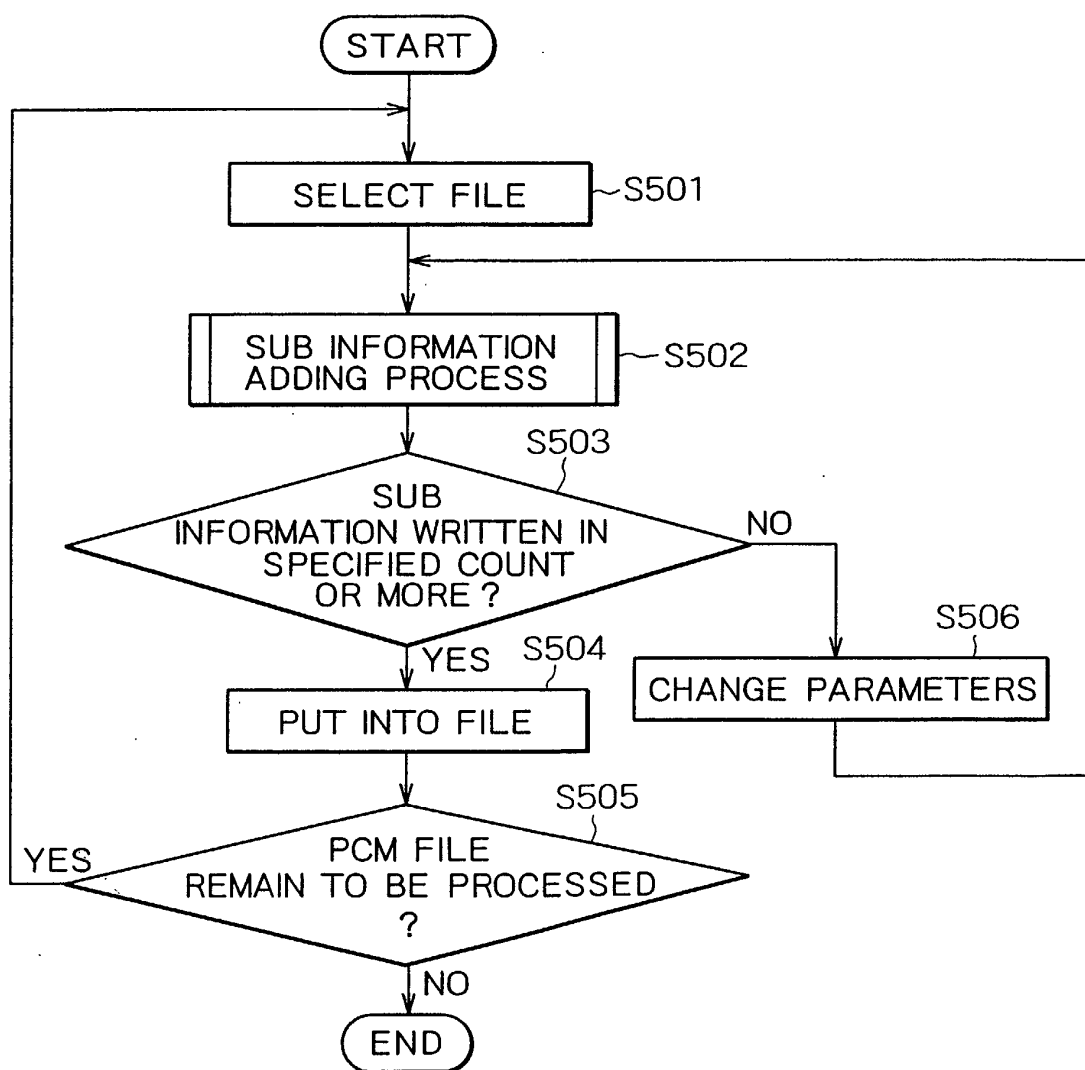 START
SELECT FILE
S501
SUB INFORMATION
ADDING PROCESS
S502
S503
SUB
INFORMATION WRITTEN IN
SPECIFIED COUNT
OR MORE ?
NO
YES
S504
PUT INTO FILE
S506
CHANGE PARAMETERS
S505
PCM FILE
REMAIN TO BE PROCESSED
?
YES
NO
END